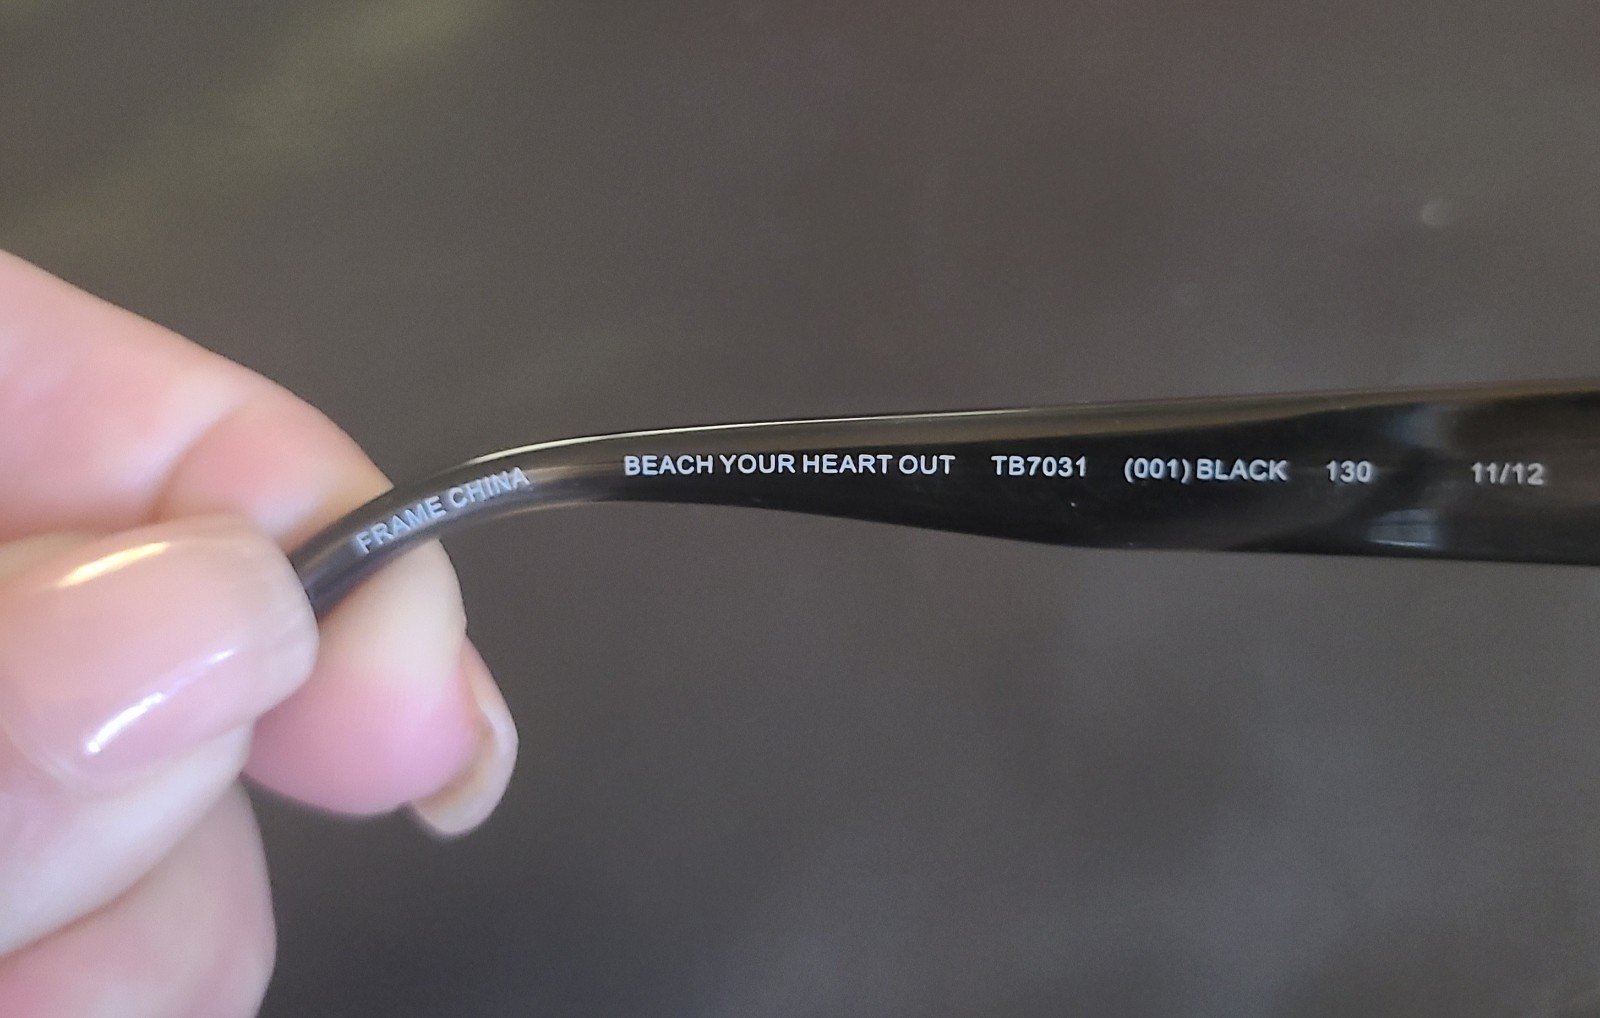 FRAME CHINA
BEACH YOUR HEART OUT TB7031 (001) BLACK 130 11/12